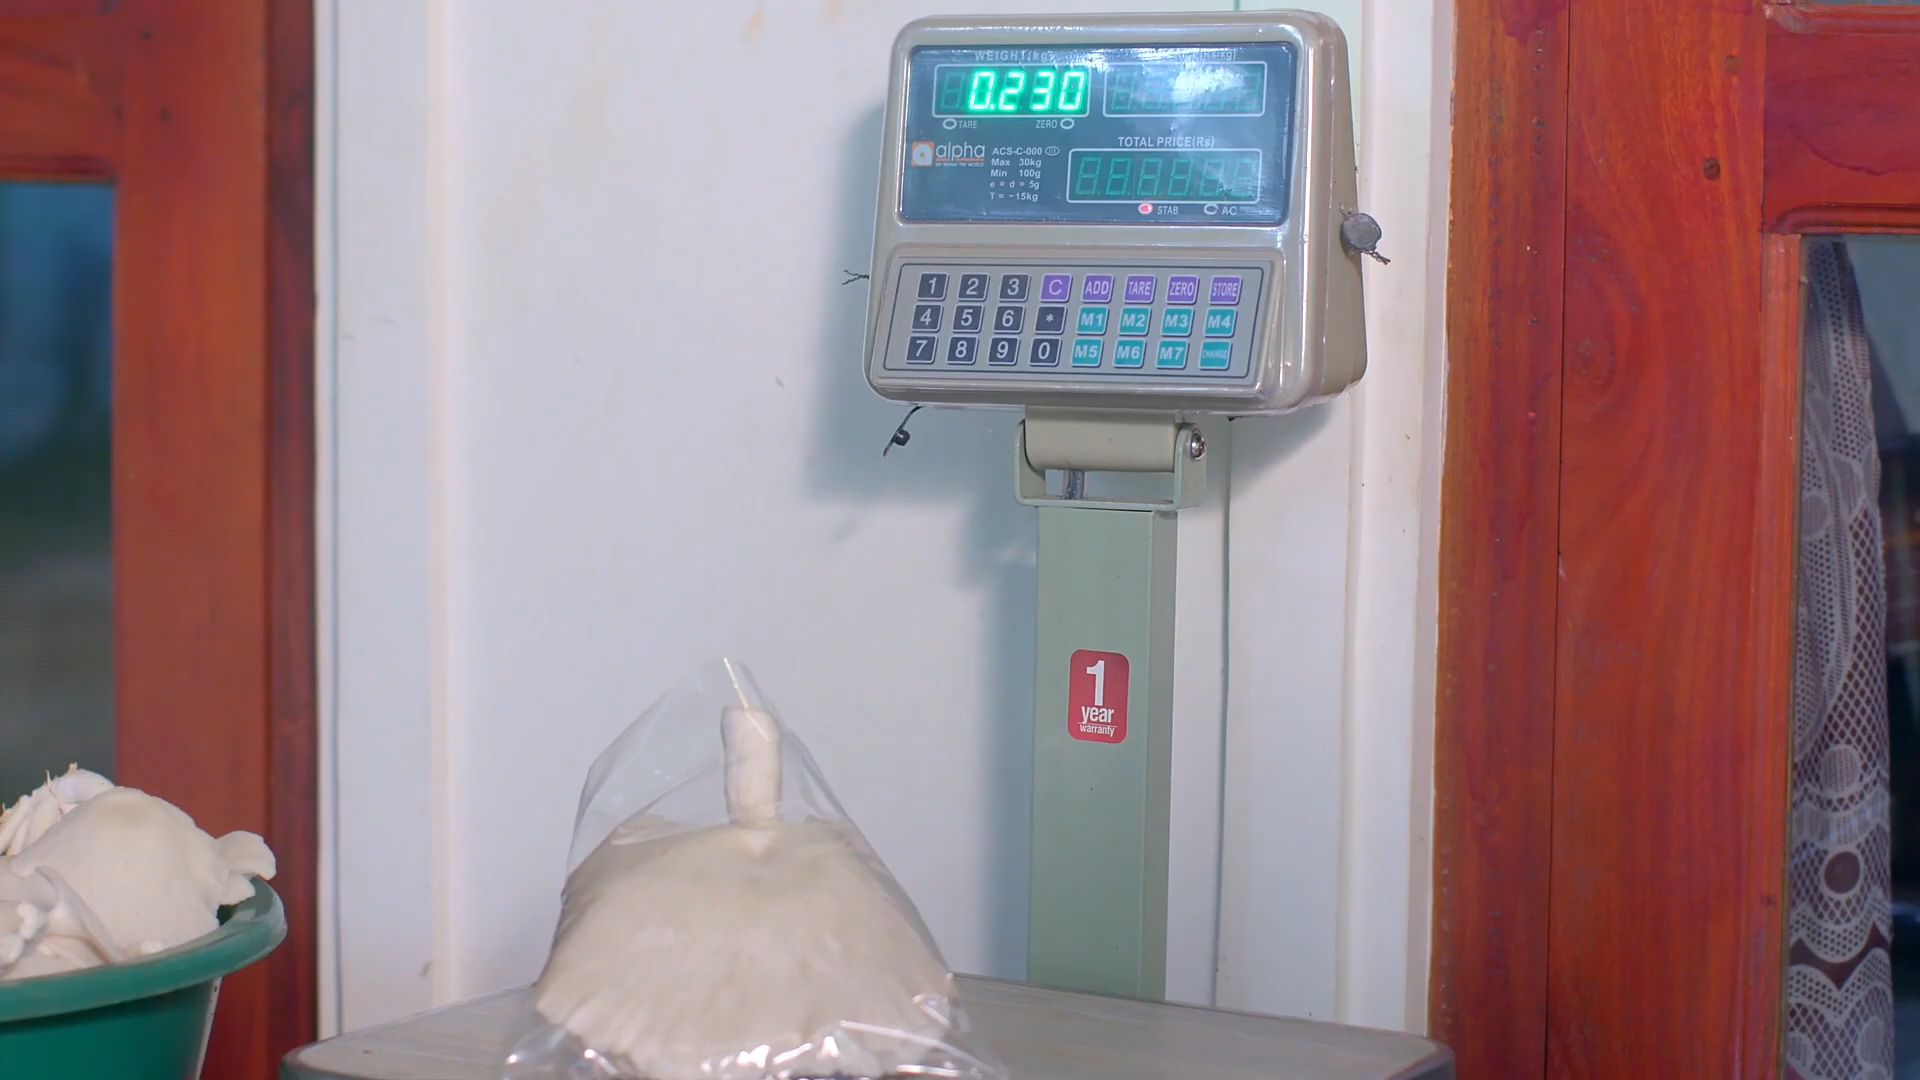 WEIGHT(kg)
0.230
TARE ZERO
alpha
ACS-C-000 III
Max 30kg
Min 100g
e = d = 5g
T = -15kg
TOTAL PRICE(Rs)
STAB AC
1 2 3 C ADD TARE ZERO STORE
4 5 6 * M1 M2 M3 M4
7 8 9 0 M5 M6 M7 CHANGE
1
year
warranty